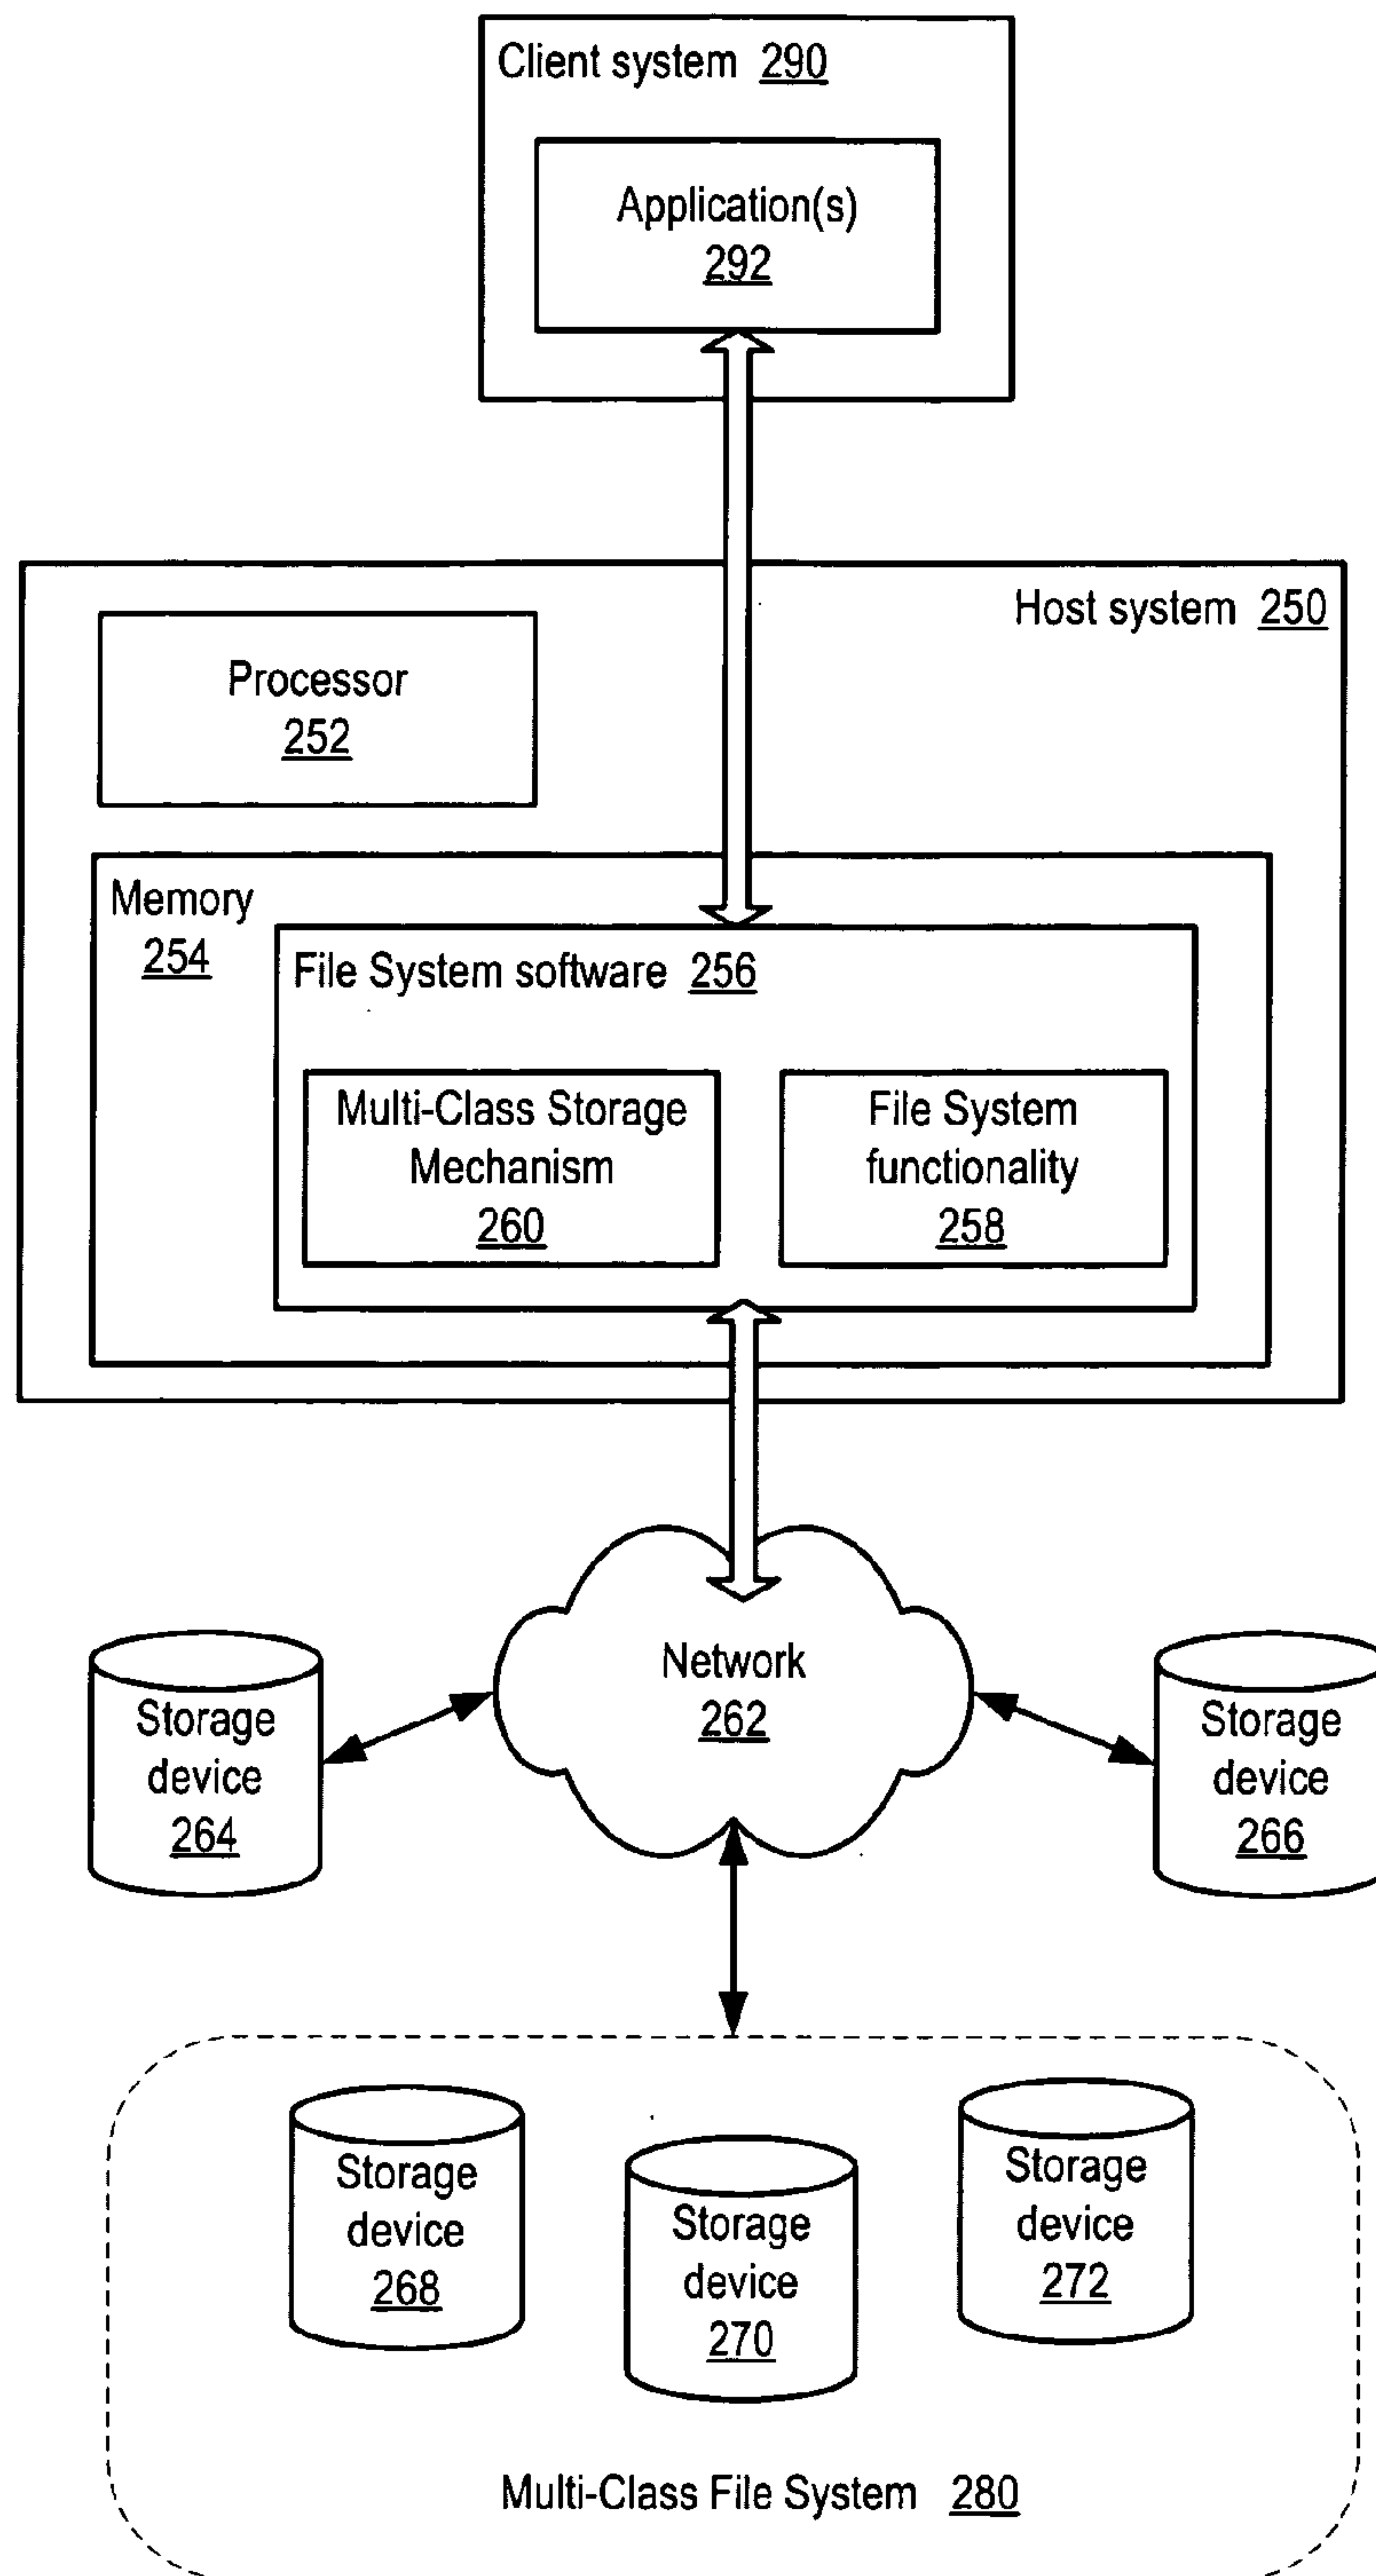 Client system 290
Application(s)
292
Host system 250
Processor
252
Memory
254
File System software 256
Multi-Class Storage
Mechanism
260
File System
functionality
258
Network
262
Storage
device
264
Storage
device
266
Storage
device
268
Storage
device
270
Storage
device
272
Multi-Class File System 280